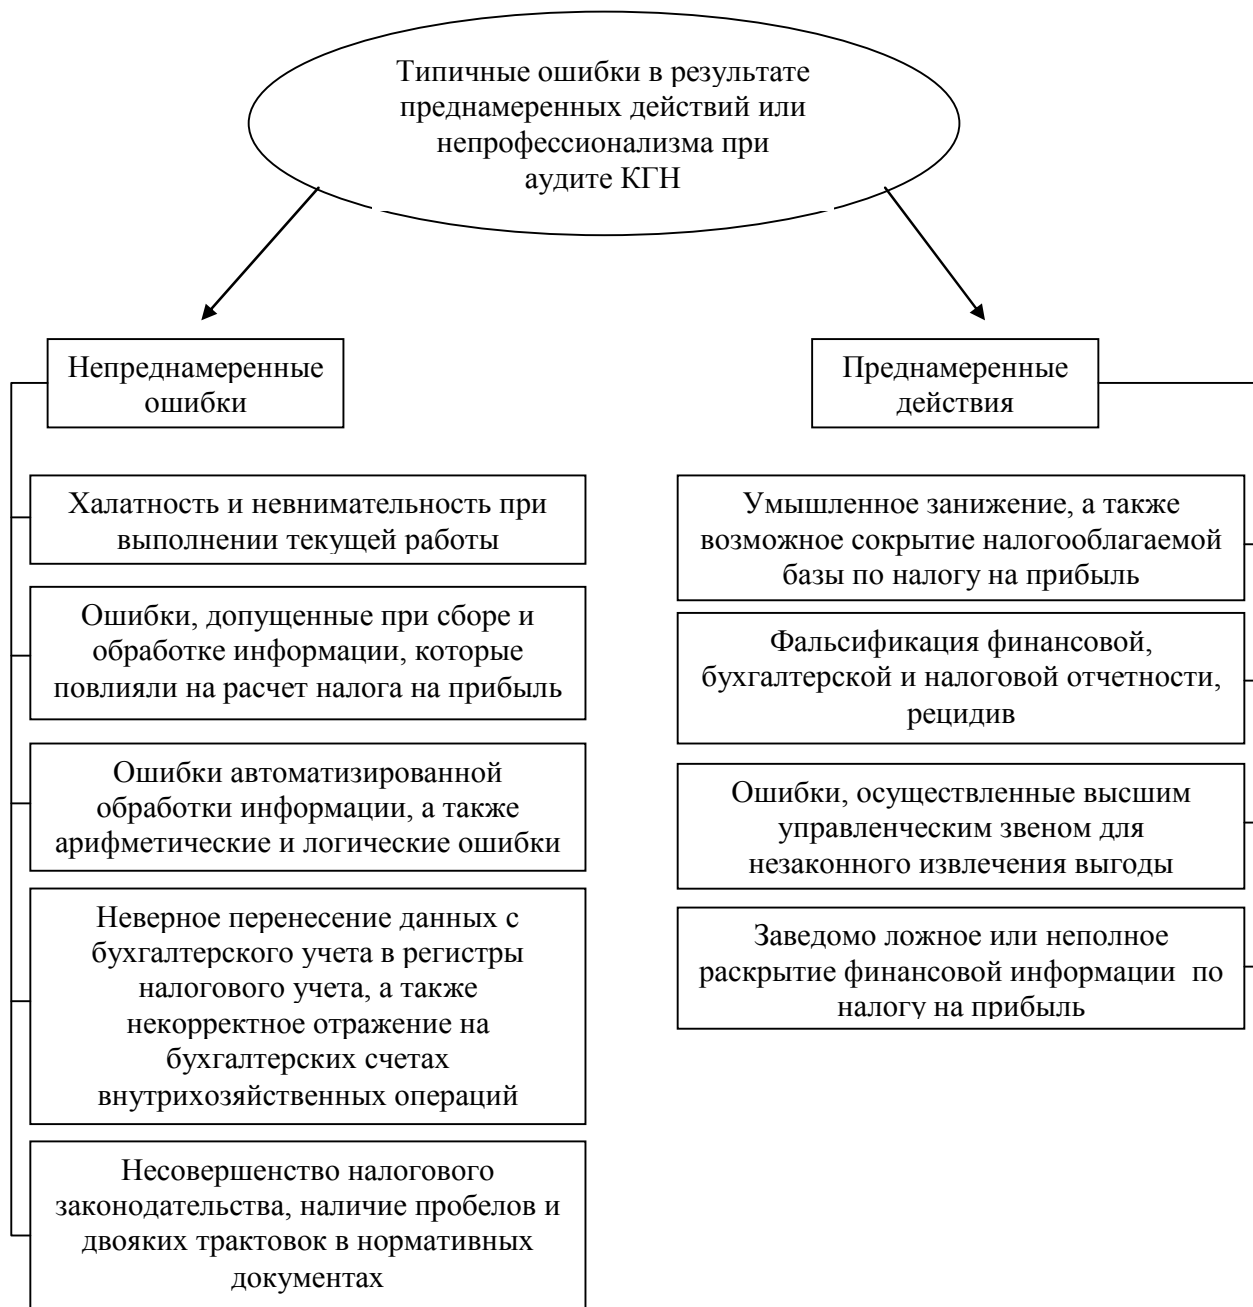 Типичные ошибки в результате
преднамеренных действий или
непрофессионализма при
аудите КГН
Непреднамеренные
ошибки
Преднамеренные
действия
Халатность и невнимательность при
выполнении текущей работы
Ошибки, допущенные при сборе и
обработке информации, которые
повлияли на расчет налога на прибыль
Ошибки автоматизированной
обработки информации, а также
арифметические и логические ошибки
Неверное перенесение данных с
бухгалтерского учета в регистры
налогового учета, а также
некорректное отражение на
бухгалтерских счетах
внутрихозяйственных операций
Несовершенство налогового
законодательства, наличие пробелов и
двояких трактовок в нормативных
документах
Умышленное занижение, а также
возможное сокрытие налогооблагаемой
базы по налогу на прибыль
Фальсификация финансовой,
бухгалтерской и налоговой отчетности,
рецидив
Ошибки, осуществленные высшим
управленческим звеном для
незаконного извлечения выгоды
Заведомо ложное или неполное
раскрытие финансовой информации  по
налогу на прибыль